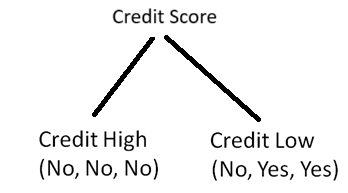 Credit Score
Credit High
(No, No, No)
Credit Low
(No, Yes, Yes)